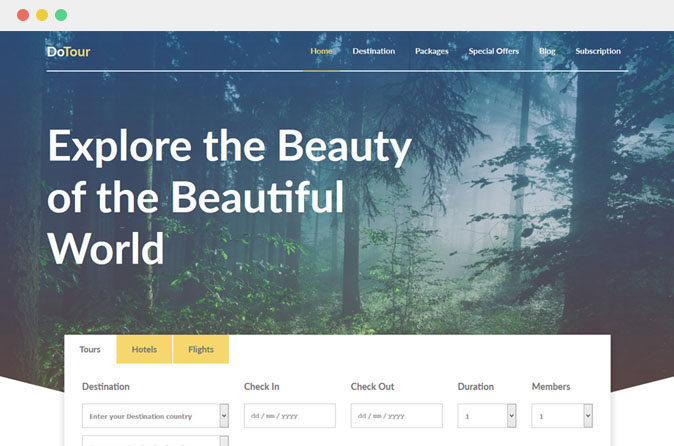 DoTour
Home Destination Packages Special Offers Blog Subscription
Explore the Beauty
of the Beautiful
World
Tours Hotels Flights
Destination Check In Check Out Duration Members
Enter your Destination country dd / mm / yyyy dd / mm / yyyy 1 1